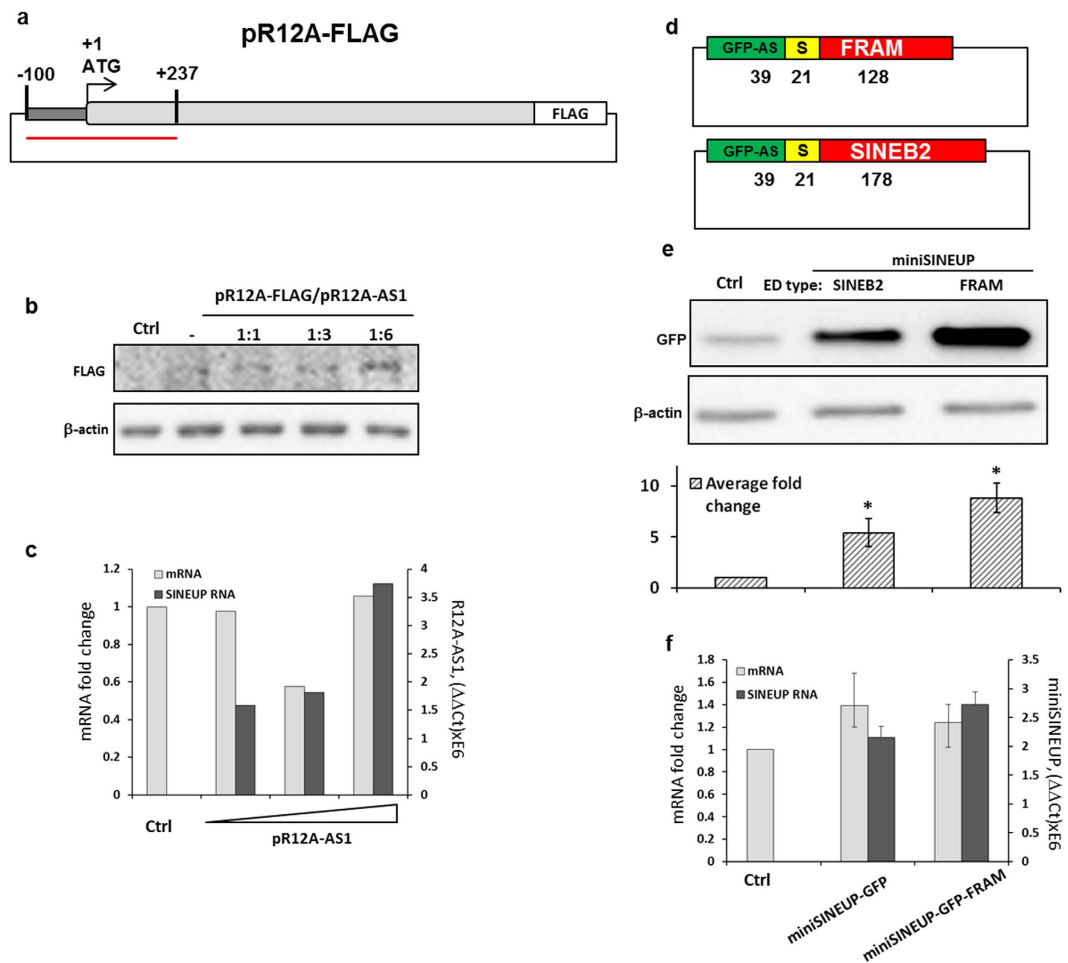 a
pR12A-FLAG
+1
ATG
-100
+237
FLAG
b
pR12A-FLAG/pR12A-AS1
Ctrl
-
1:1
1:3
1:6
FLAG
β-actin
c
mRNA
SINEUP RNA
mRNA fold change
1.2
1
0.8
0.6
0.4
0.2
0
4
3.5
3
2.5
2
1.5
1
0.5
0
R12A-AS1, (ΔΔCt)xE6
Ctrl
pR12A-AS1
d
GFP-AS S FRAM
39 21 128
GFP-AS S SINEB2
39 21 178
e
miniSINEUP
Ctrl
ED type: SINEB2 FRAM
GFP
β-actin
Average fold
change
10
5
0
*
*
f
mRNA
SINEUP RNA
mRNA fold change
1.8
1.6
1.4
1.2
1
0.8
0.6
0.4
0.2
0
3.5
3
2.5
2
1.5
1
0.5
0
miniSINEUP, (ΔΔCt)xE6
Ctrl
miniSINEUP-GFP
miniSINEUP-GFP-FRAM